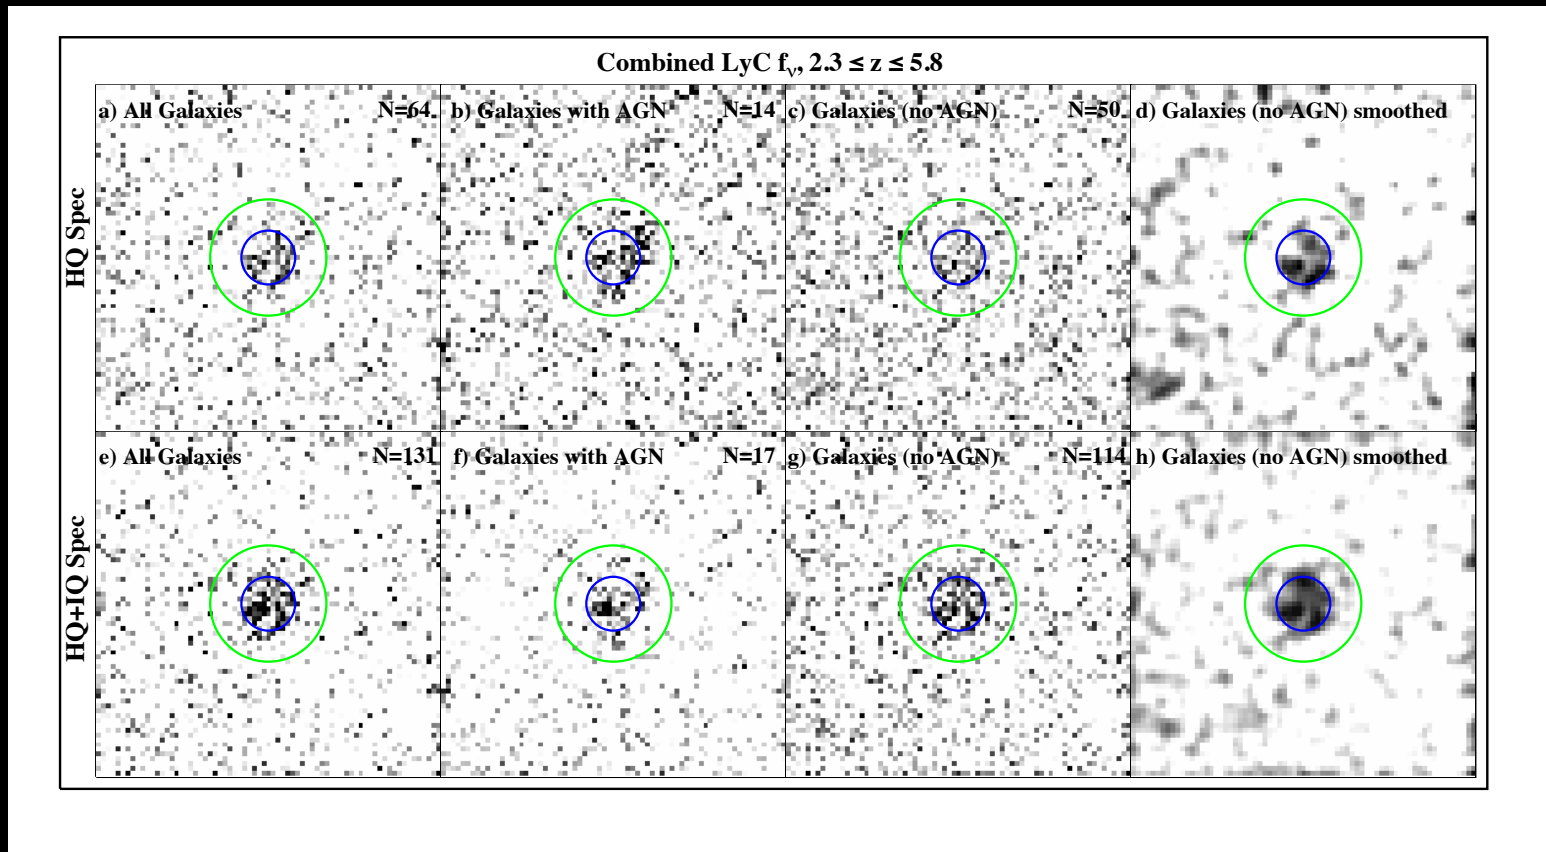 Combined LyC fν, 2.3 ≤ z ≤ 5.8
HQ Spec
a) All Galaxies N=64
b) Galaxies with AGN N=14
c) Galaxies (no AGN) N=50
d) Galaxies (no AGN) smoothed
HQ+IQ Spec
e) All Galaxies N=131
f) Galaxies with AGN N=17
g) Galaxies (no AGN) N=114
h) Galaxies (no AGN) smoothed